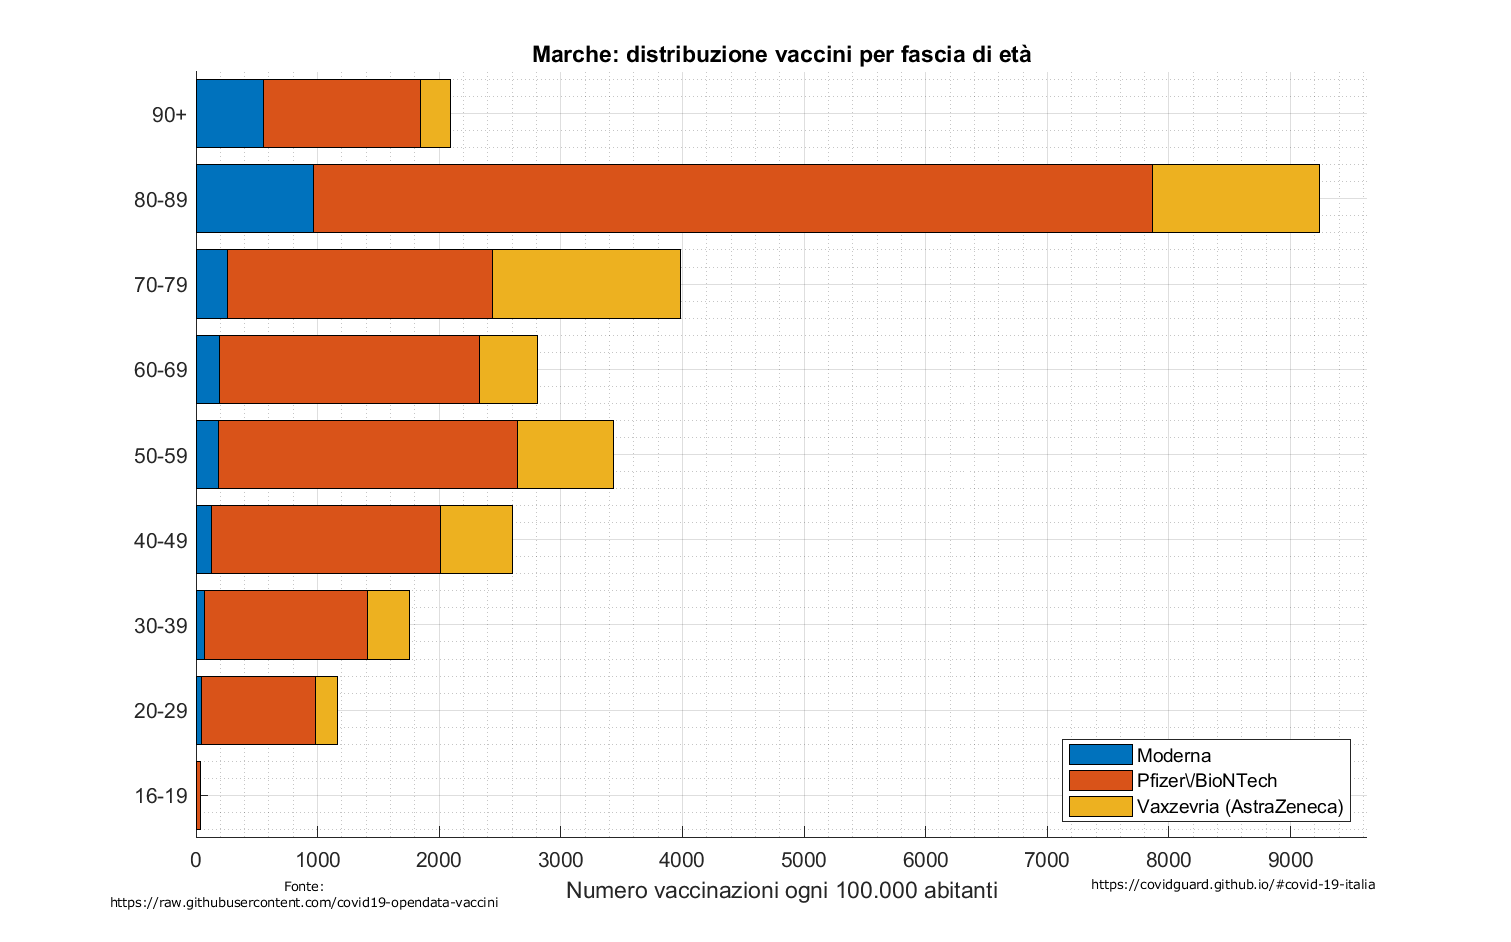 Marche: distribuzione vaccini per fascia di età
90+
80-89
70-79
60-69
50-59
40-49
30-39
20-29
16-19
Moderna
Pfizer\/BioNTech
Vaxzevria (AstraZeneca)
0 1000 2000 3000 4000 5000 6000 7000 8000 9000
Numero vaccinazioni ogni 100.000 abitanti
Fonte:
https://raw.githubusercontent.com/covid19-opendata-vaccini
https://covidguard.github.io/#covid-19-italia